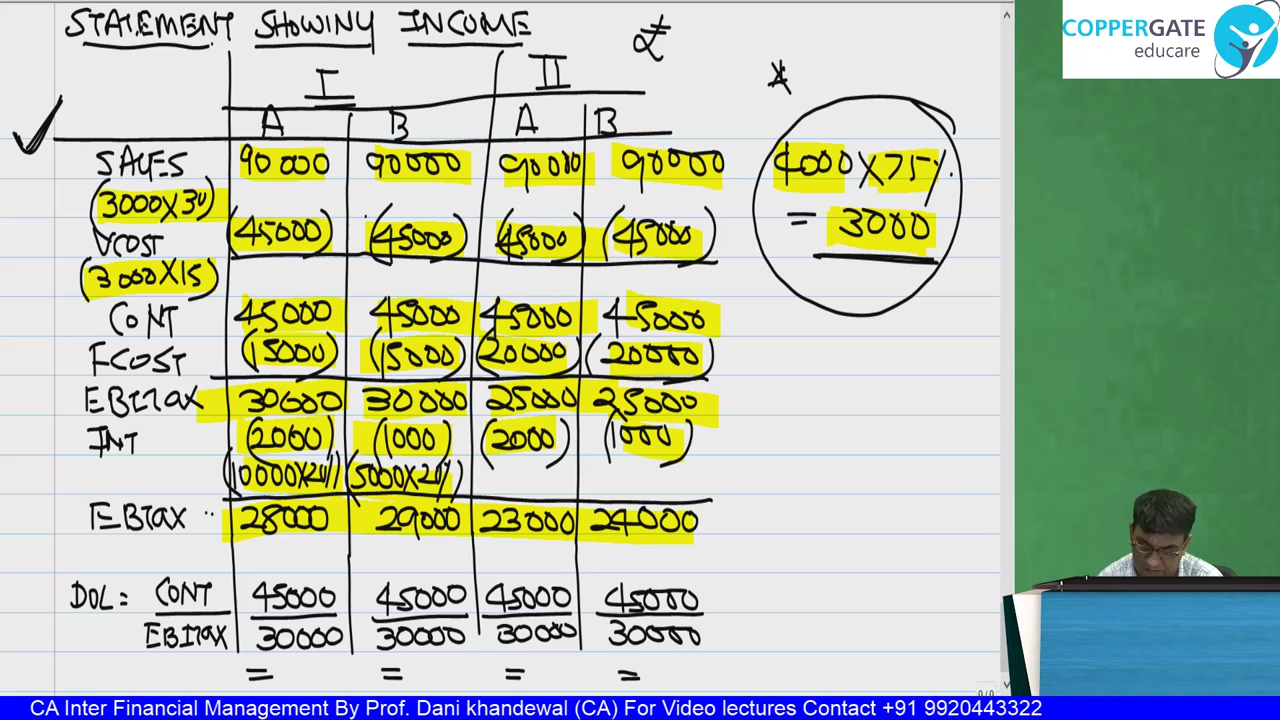 STATEMENT SHOWINY INCOME ₹
I II
A B A B
SALES 90000 90000 90000 90000
(3000X30)
VCOST (45000) (45000) (45000) (45000)
(3000X15)
CONT 45000 45000 45000 45000
FCOST (15000) (15000) (20000) (20000)
EBITAX 30000 30000 25000 25000
INT (2000) (1000) (2000) (1000)
(10000X20%) (5000X20%)
EBTAX 28000 29000 23000 24000
DOL = CONT 45000 45000 45000 45000
EBITAX 30000 30000 30000 30000
= = = =
*
4000X75%
= 3000
COPPERGATE
educare
CA Inter Financial Management By Prof. Dani khandewal (CA) For Video lectures Contact +91 9920443322